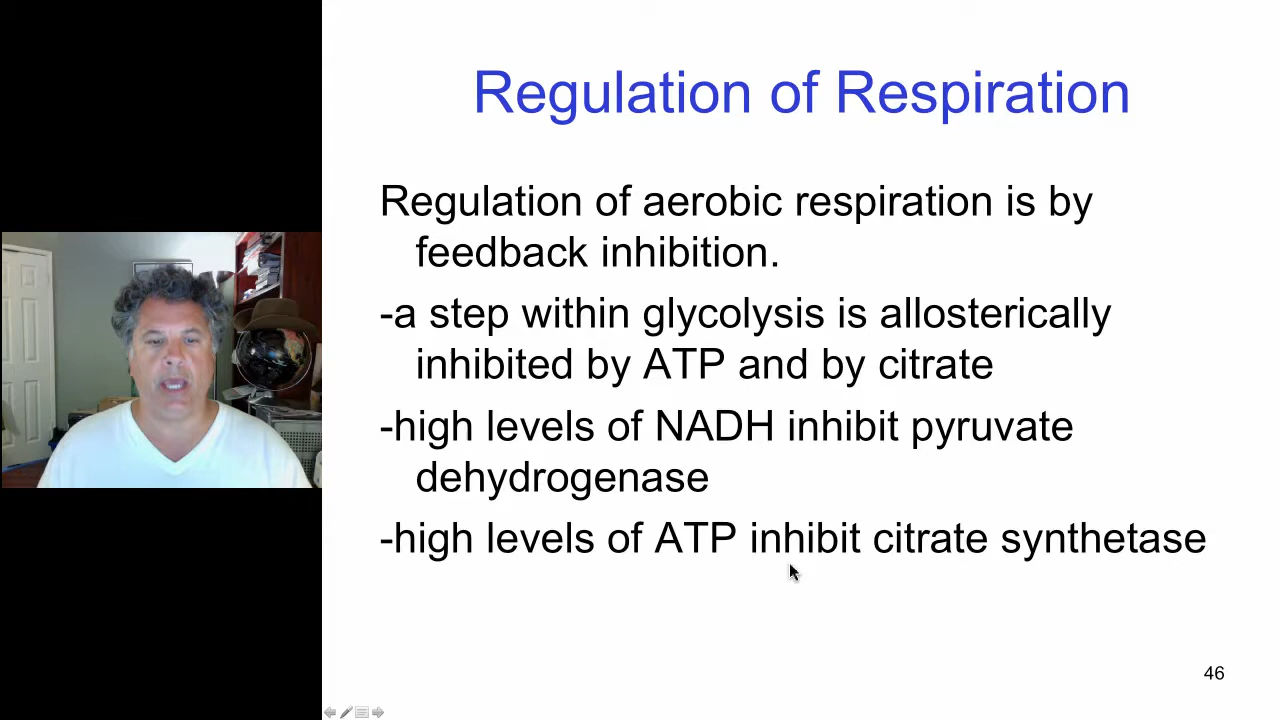 Regulation of Respiration
Regulation of aerobic respiration is by
feedback inhibition.
-a step within glycolysis is allosterically
inhibited by ATP and by citrate
-high levels of NADH inhibit pyruvate
dehydrogenase
-high levels of ATP inhibit citrate synthetase
46